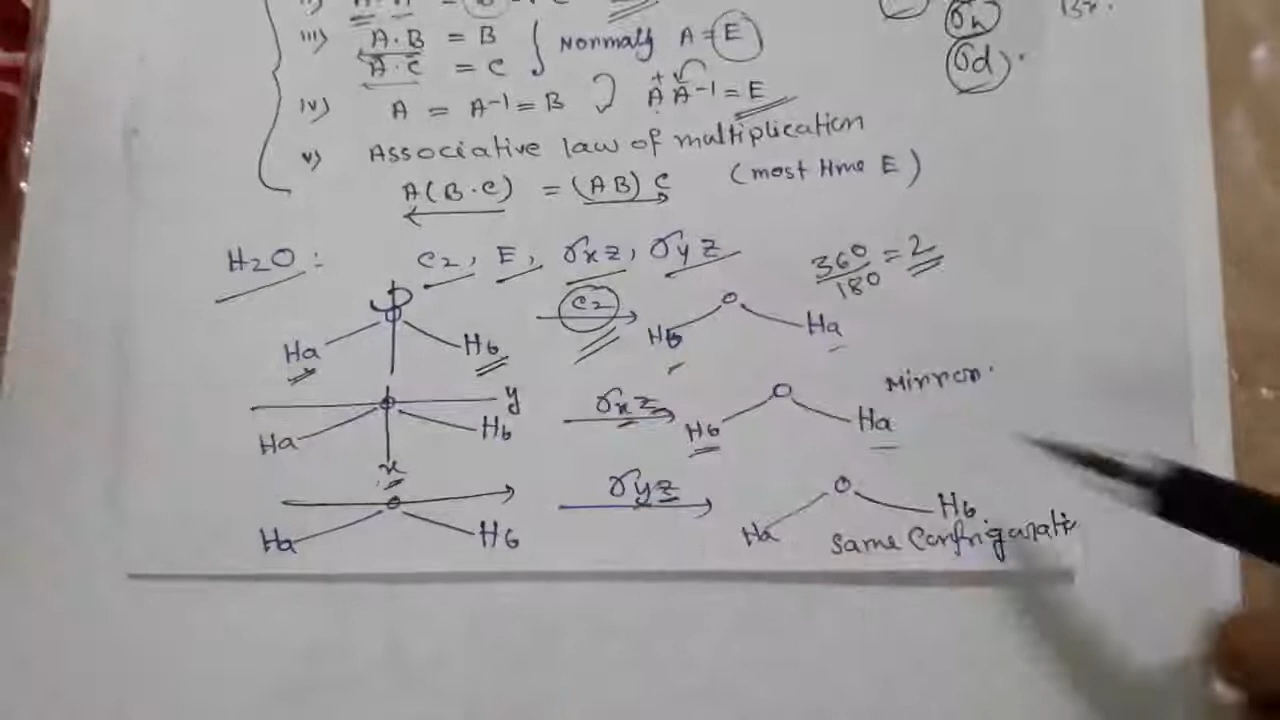 iii) A·B = B
A·C = C
Normally A = E
σh
σd
iv) A = A-1 = B
A A-1 = E
v) Associative law of multiplication
A(B·C) = (AB) C (most time E)
H2O : C2, E, σxz, σyz
360/180 = 2
Ha Hb C2 Hb O Ha
y Ha Hb x σxz Hb O Ha Mirror
O Ha Hb σyz O Ha Hb
Same Confriguratio